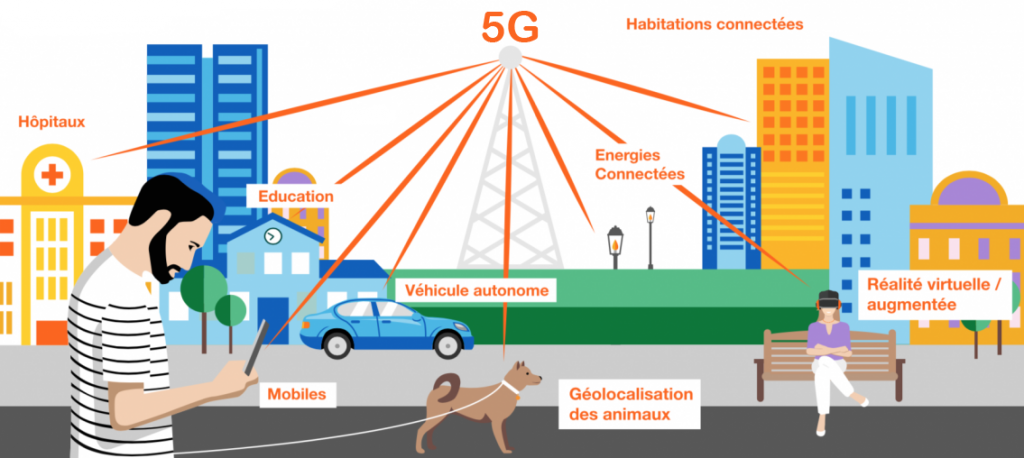 5G
Habitations connectées
Hôpitaux
Energies
Connectées
Education
Véhicule autonome
Réalité virtuelle /
augmentée
Mobiles
Géolocalisation
des animaux